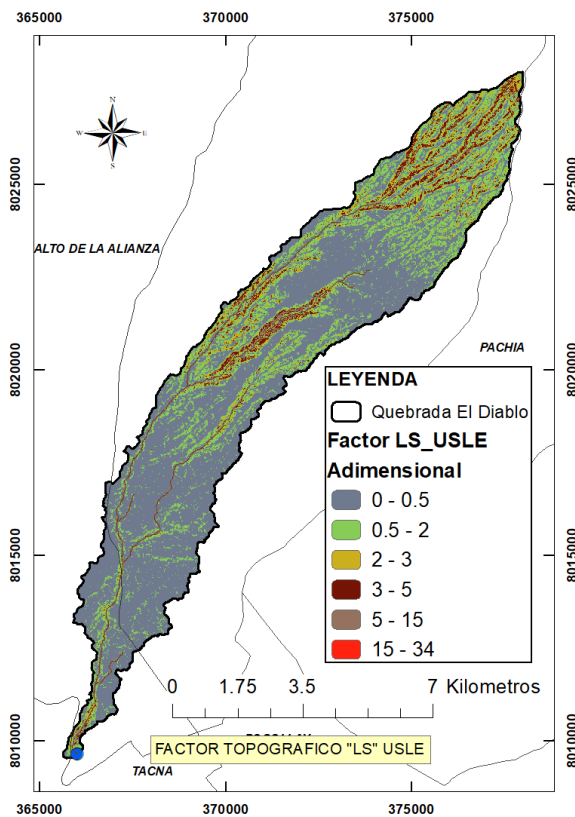 365000 370000 375000
N
W E
S
8025000 8025000
ALTO DE LA ALIANZA
8020000 8020000
PACHIA
LEYENDA
Quebrada El Diablo
Factor LS_USLE
Adimensional
0 - 0.5
0.5 - 2
2 - 3
3 - 5
5 - 15
15 - 34
8015000 8015000
0 1.75 3.5 7 Kilometros
8010000 8010000
FACTOR TOPOGRAFICO "LS" USLE
TACNA
365000 370000 375000